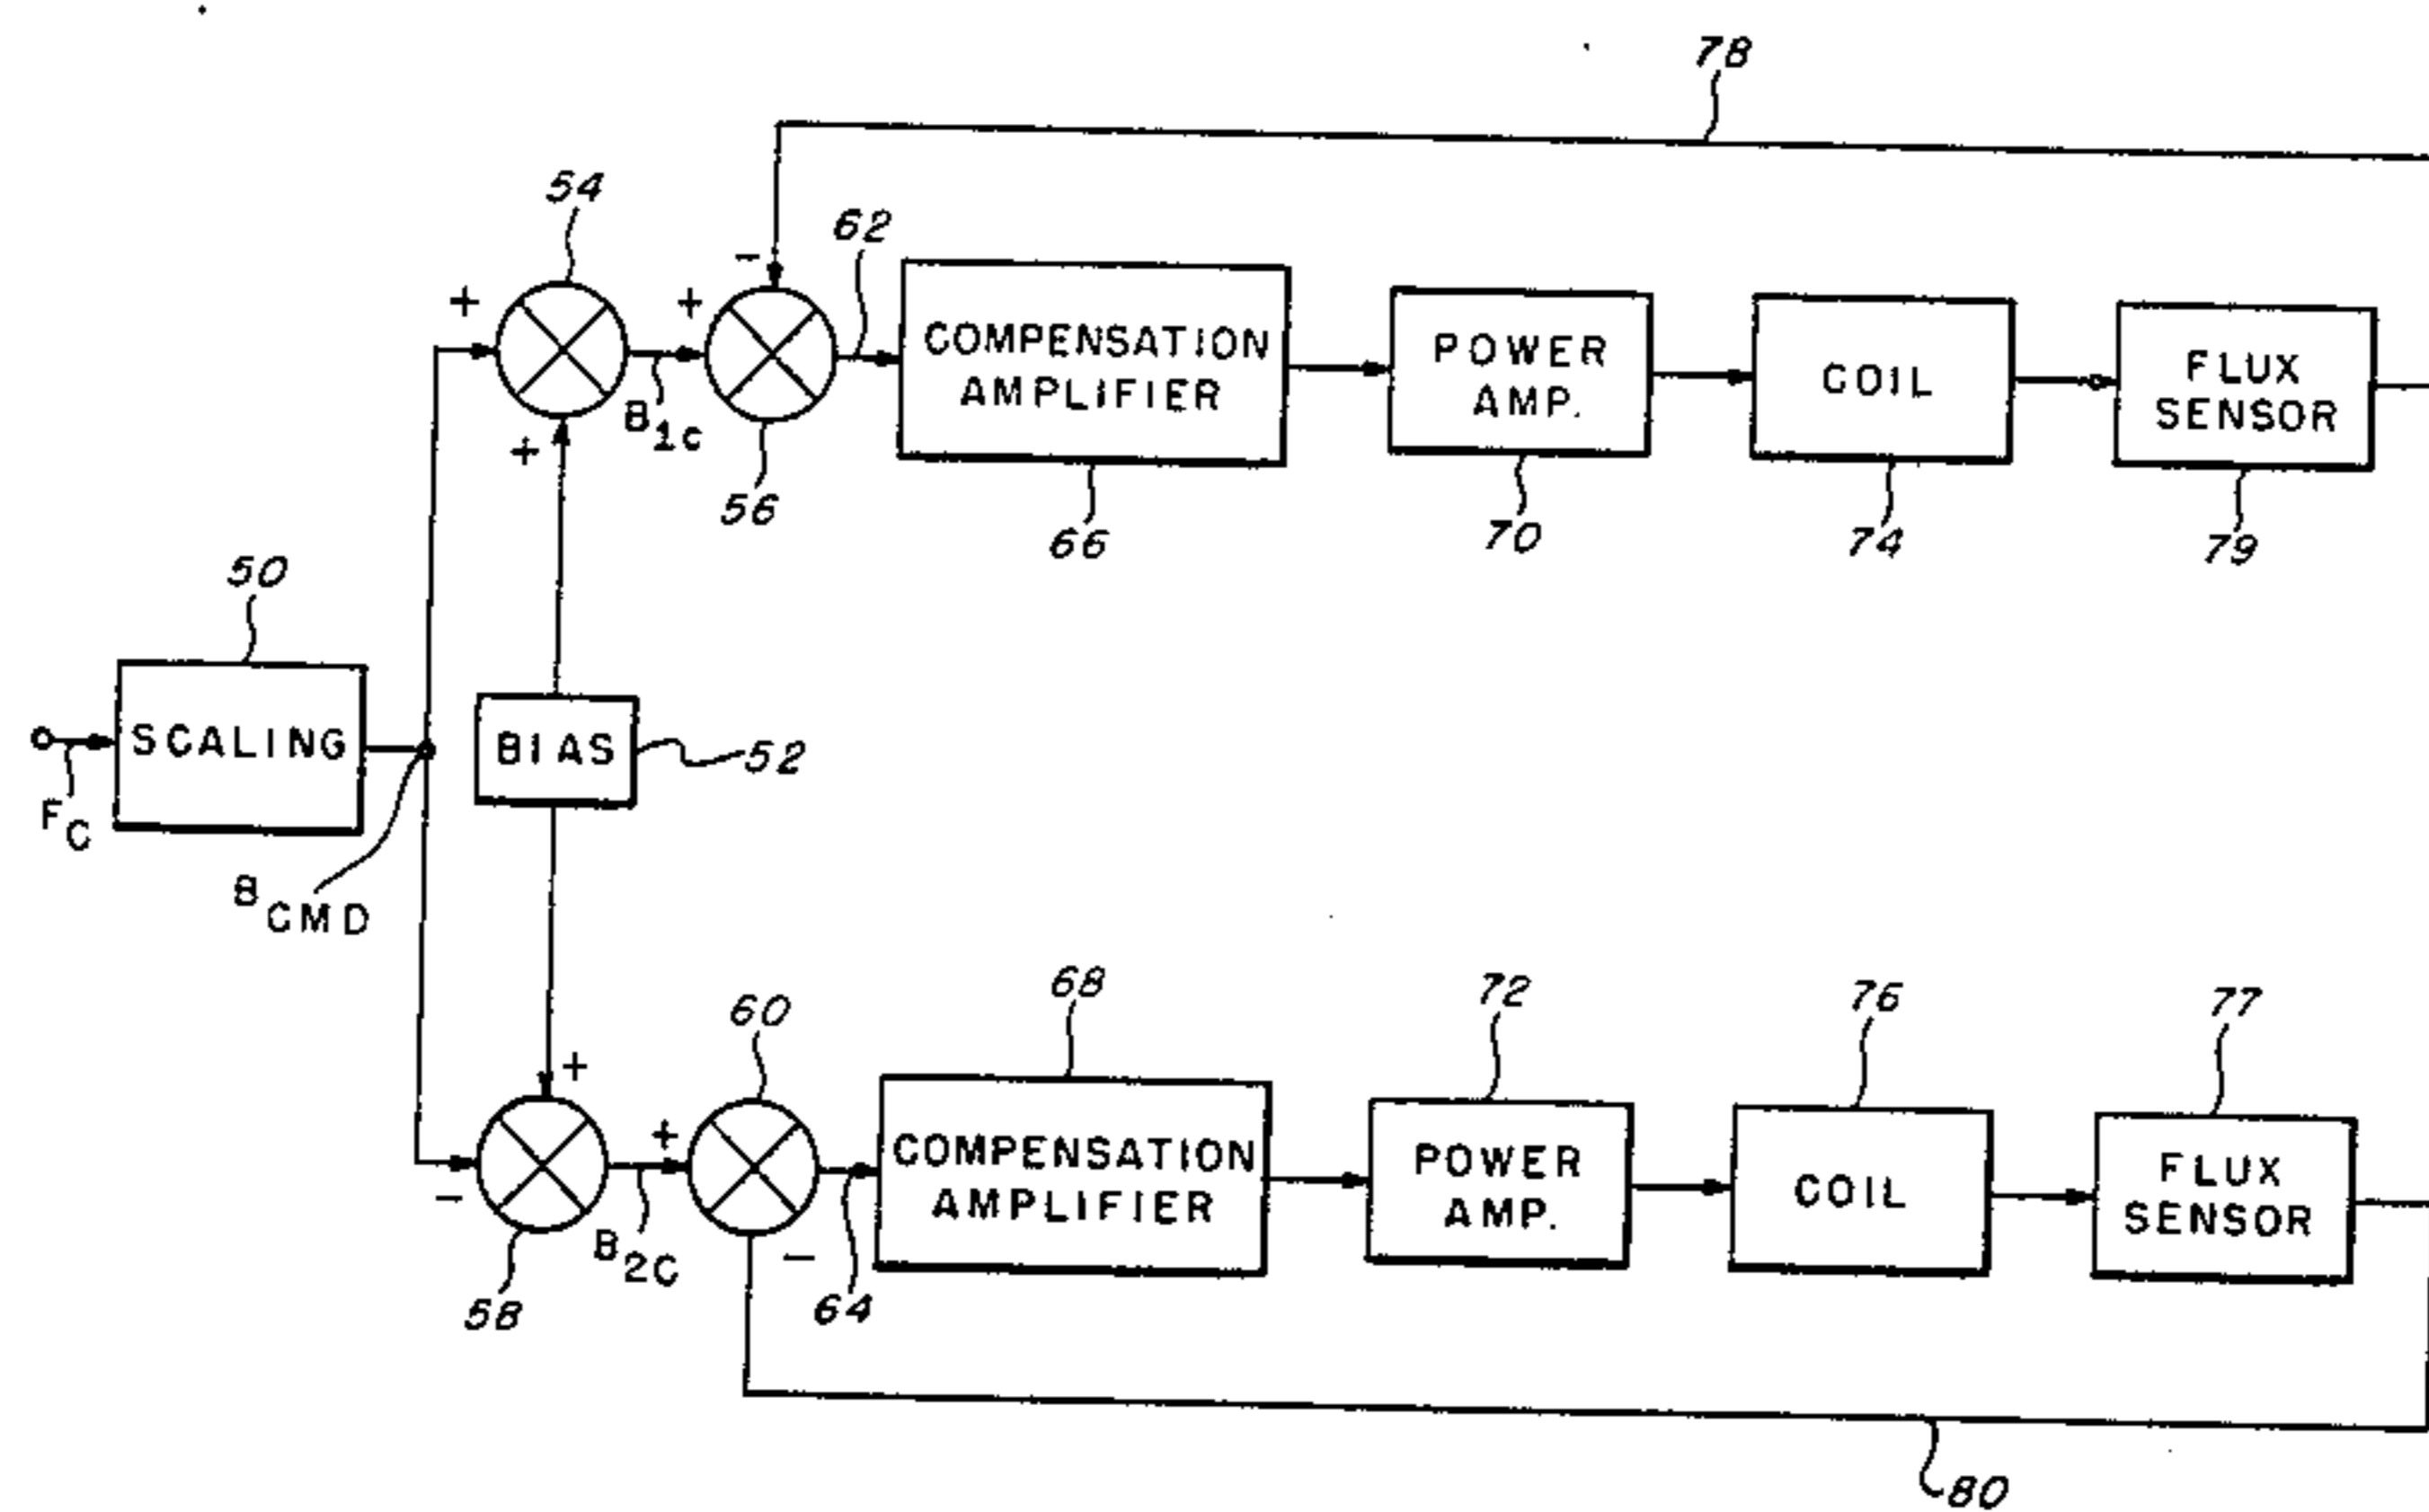 78
54
62
-
+
+
COMPENSATION
AMPLIFIER
POWER
AMP.
COIL
FLUX
SENSOR
B1c
+
56
66
70
74
79
50
SCALING
BIAS
52
FC
BCMD
68
72
76
77
60
+
+
COMPENSATION
AMPLIFIER
POWER
AMP.
COIL
FLUX
SENSOR
-
B2C
-
58
64
80